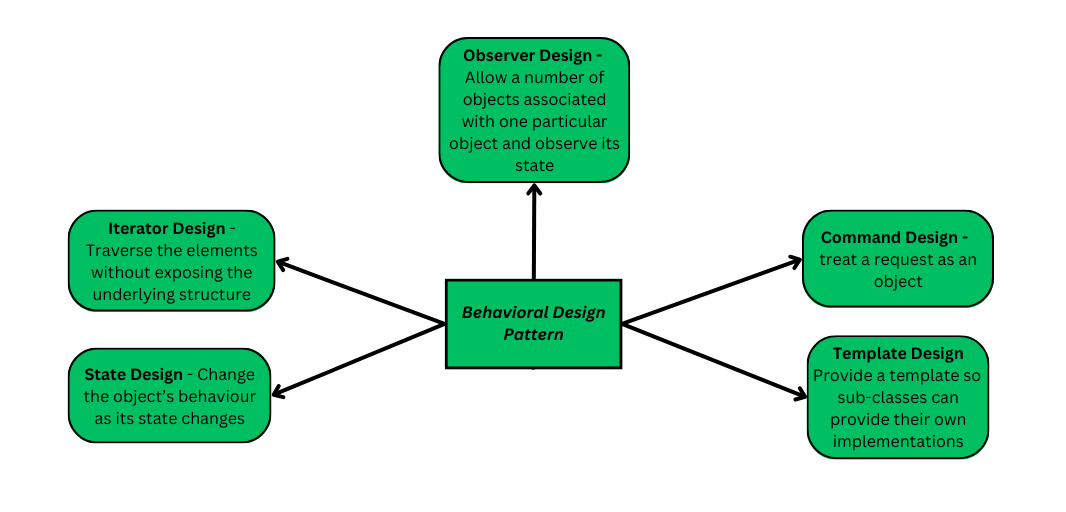 Observer Design -
Allow a number of
objects associated
with one particular
object and observe its
state
Iterator Design -
Traverse the elements
without exposing the
underlying structure
Command Design -
treat a request as an
object
Behavioral Design
Pattern
State Design - Change
the object's behaviour
as its state changes
Template Design
Provide a template so
sub-classes can
provide their own
implementations